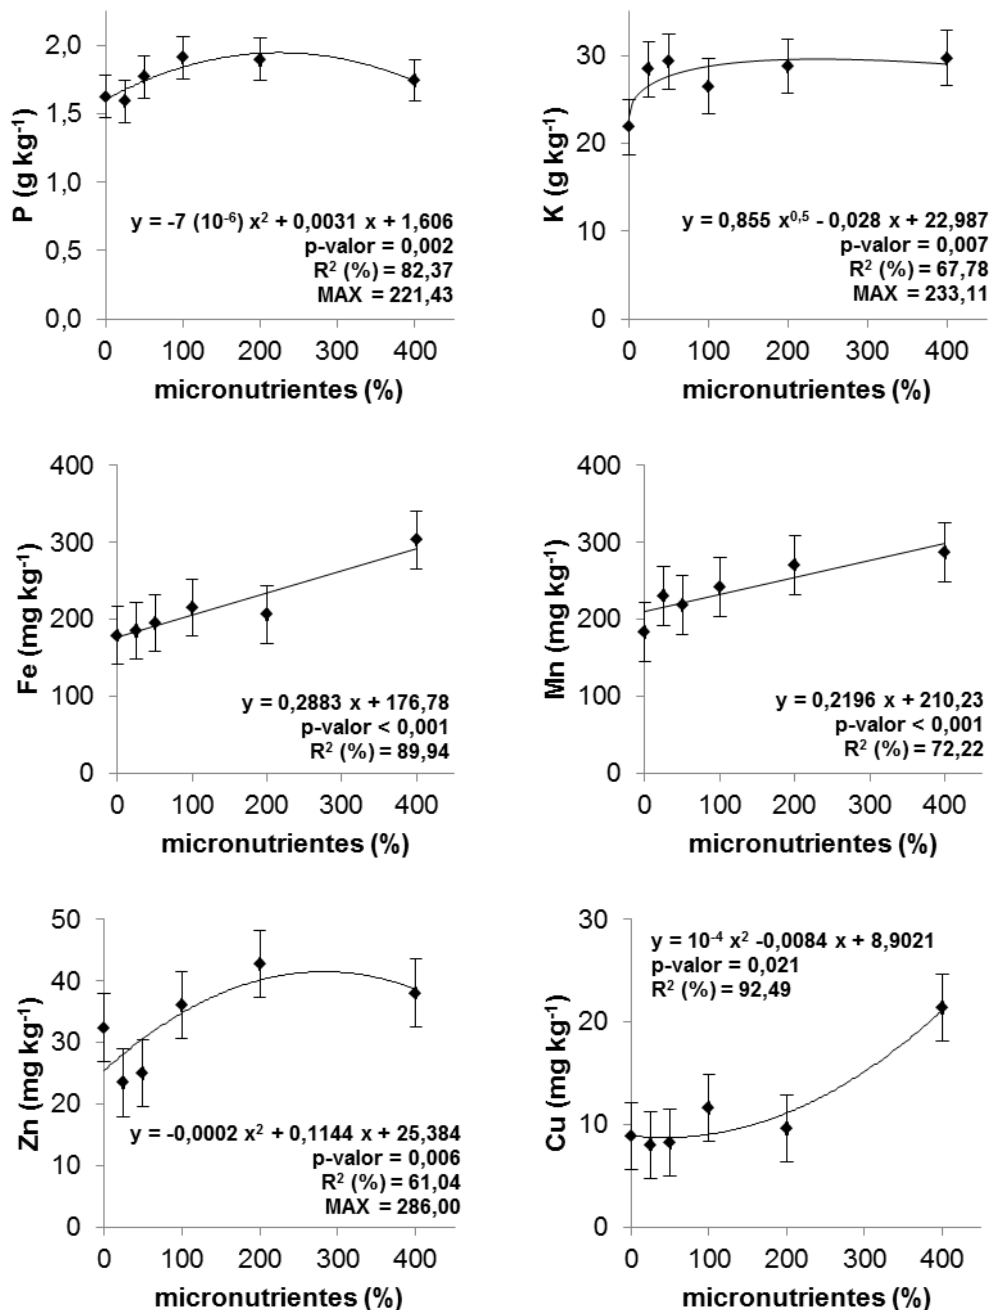 P (g kg⁻¹)
2,0
1,5
1,0
0,5
0,0
y = -7 (10⁻⁶) x² + 0,0031 x + 1,606
p-valor = 0,002
R² (%) = 82,37
MAX = 221,43
0 100 200 300 400
micronutrientes (%)
K (g kg⁻¹)
30
20
10
0
y = 0,855 x⁰,⁵ - 0,028 x + 22,987
p-valor = 0,007
R² (%) = 67,78
MAX = 233,11
0 100 200 300 400
micronutrientes (%)
Fe (mg kg⁻¹)
400
300
200
100
0
y = 0,2883 x + 176,78
p-valor < 0,001
R² (%) = 89,94
0 100 200 300 400
micronutrientes (%)
Mn (mg kg⁻¹)
400
300
200
100
0
y = 0,2196 x + 210,23
p-valor < 0,001
R² (%) = 72,22
0 100 200 300 400
micronutrientes (%)
Zn (mg kg⁻¹)
50
40
30
20
10
0
y = -0,0002 x² + 0,1144 x + 25,384
p-valor = 0,006
R² (%) = 61,04
MAX = 286,00
0 100 200 300 400
micronutrientes (%)
Cu (mg kg⁻¹)
30
20
10
0
y = 10⁻⁴ x² -0,0084 x + 8,9021
p-valor = 0,021
R² (%) = 92,49
0 100 200 300 400
micronutrientes (%)